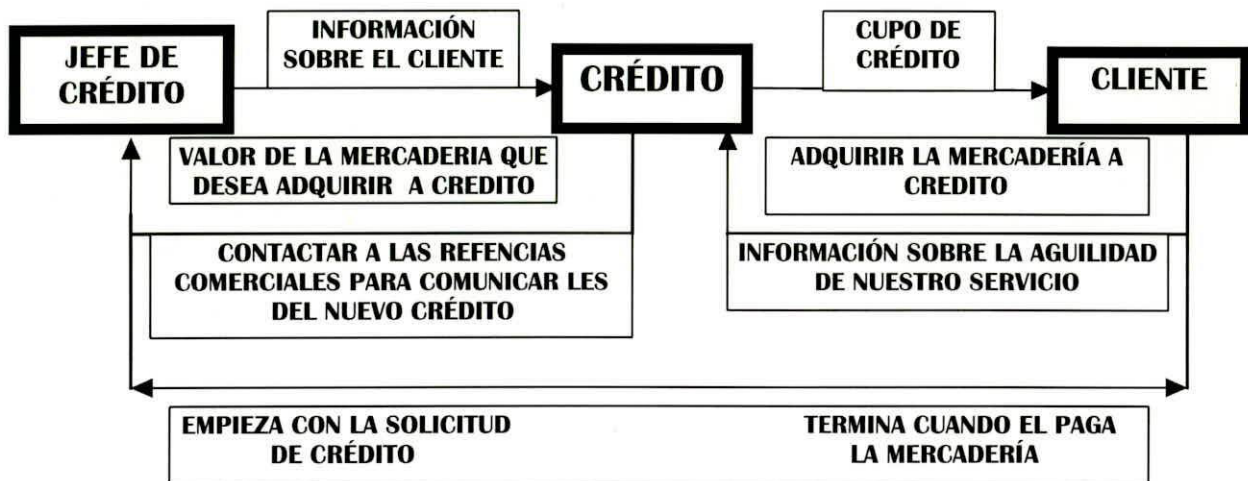 JEFE DE
CRÉDITO
INFORMACIÓN
SOBRE EL CLIENTE
CRÉDITO
CUPO DE
CRÉDITO
CLIENTE
VALOR DE LA MERCADERIA QUE
DESEA ADQUIRIR A CREDITO
ADQUIRIR LA MERCADERÍA A
CREDITO
CONTACTAR A LAS REFENCIAS
COMERCIALES PARA COMUNICAR LES
DEL NUEVO CRÉDITO
INFORMACIÓN SOBRE LA AGUILIDAD
DE NUESTRO SERVICIO
EMPIEZA CON LA SOLICITUD
DE CRÉDITO
TERMINA CUANDO EL PAGA
LA MERCADERÍA